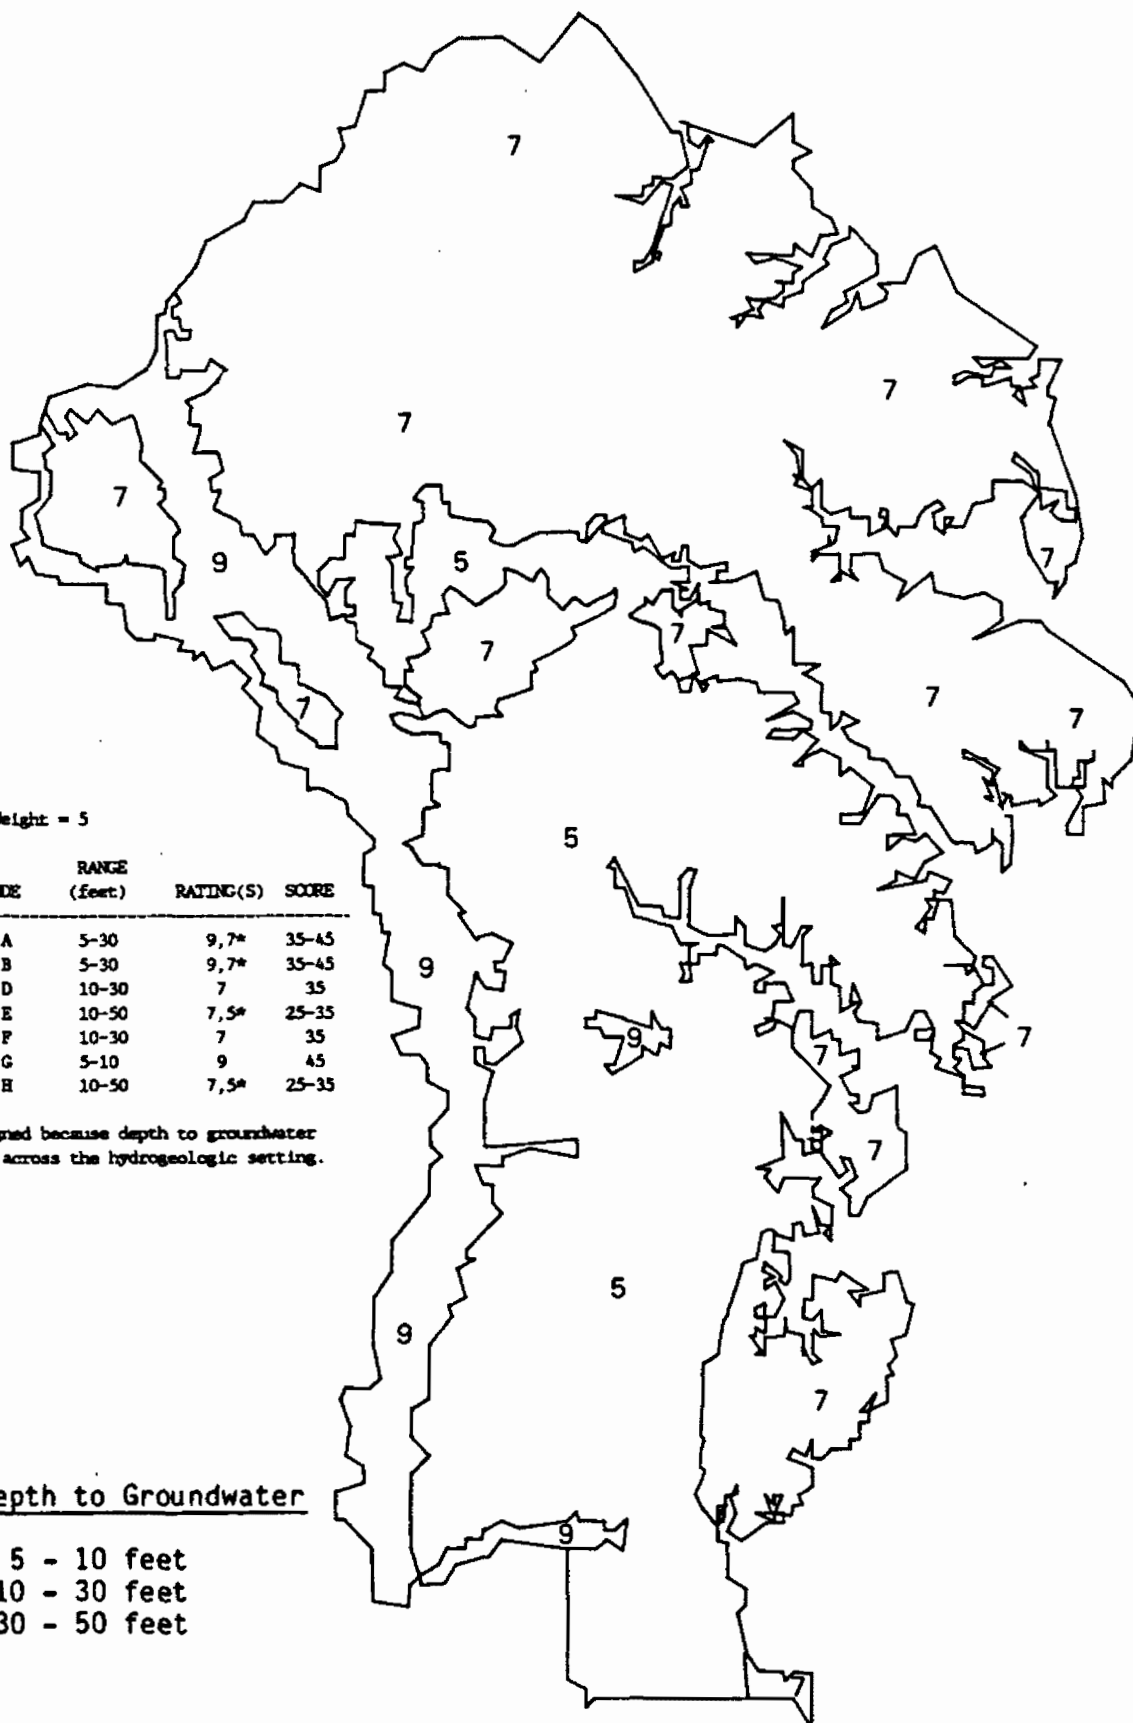 7
7
7
7
9
5
7
7
7
7
7
7
eight = 5
5
RANGE
DE (feet) RATING(S) SCORE
A 5-30 9,7* 35-45
B 5-30 9,7* 35-45
D 10-30 7 35
E 10-50 7,5* 25-35
F 10-30 7 35
G 5-10 9 45
H 10-50 7,5* 25-35
9
9
7
7
gned because depth to groundwater
across the hydrogeologic setting.
7
5
9
7
epth to Groundwater
9
5 - 10 feet
10 - 30 feet
30 - 50 feet
7